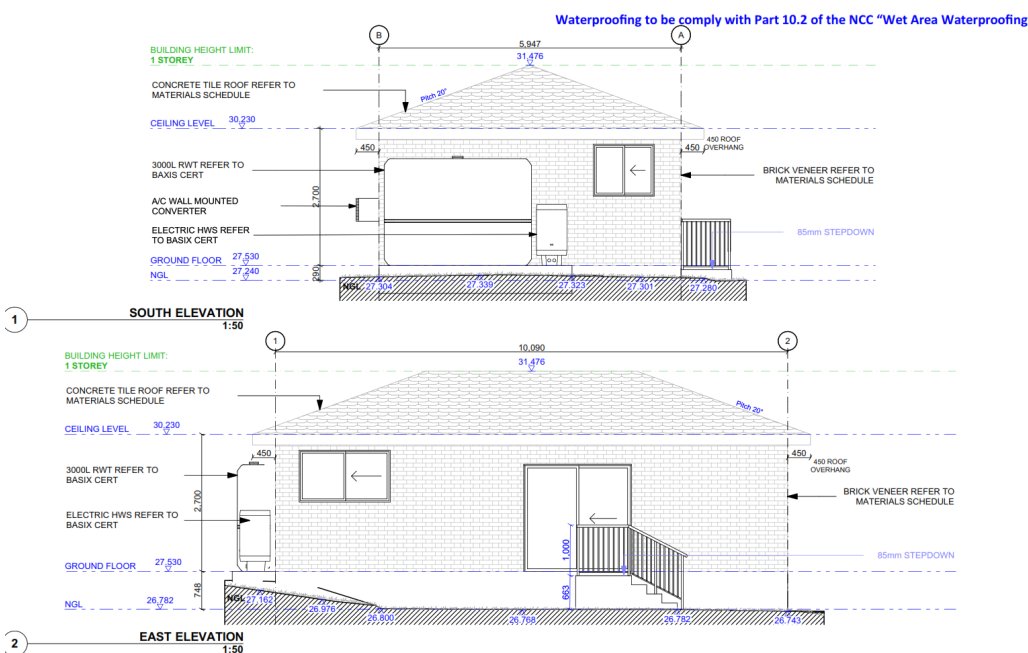 Waterproofing to be comply with Part 10.2 of the NCC “Wet Area Waterproofing
B
A
5,947
BUILDING HEIGHT LIMIT:
1 STOREY
31.476
CONCRETE TILE ROOF REFER TO
MATERIALS SCHEDULE
Pitch 20°
CEILING LEVEL 30.230
450
450
450 ROOF
OVERHANG
3000L RWT REFER TO
BAXIS CERT
BRICK VENEER REFER TO
MATERIALS SCHEDULE
2,700
A/C WALL MOUNTED
CONVERTER
ELECTRIC HWS REFER
TO BASIX CERT
85mm STEPDOWN
GROUND FLOOR 27.530
NGL 27.240
290
NGL 27.304 27.339 27.323 27.301 27.280
1 SOUTH ELEVATION
1:50
1
2
10,090
BUILDING HEIGHT LIMIT:
1 STOREY
31.476
CONCRETE TILE ROOF REFER TO
MATERIALS SCHEDULE
Pitch 20°
CEILING LEVEL 30.230
450
450
450 ROOF
OVERHANG
3000L RWT REFER TO
BASIX CERT
BRICK VENEER REFER TO
MATERIALS SCHEDULE
2,700
ELECTRIC HWS REFER TO
BASIX CERT
1,000
85mm STEPDOWN
GROUND FLOOR 27.530
748
663
NGL 26.782
NGL 27.162 26.976 26.800 26.768 26.782 26.743
2 EAST ELEVATION
1:50